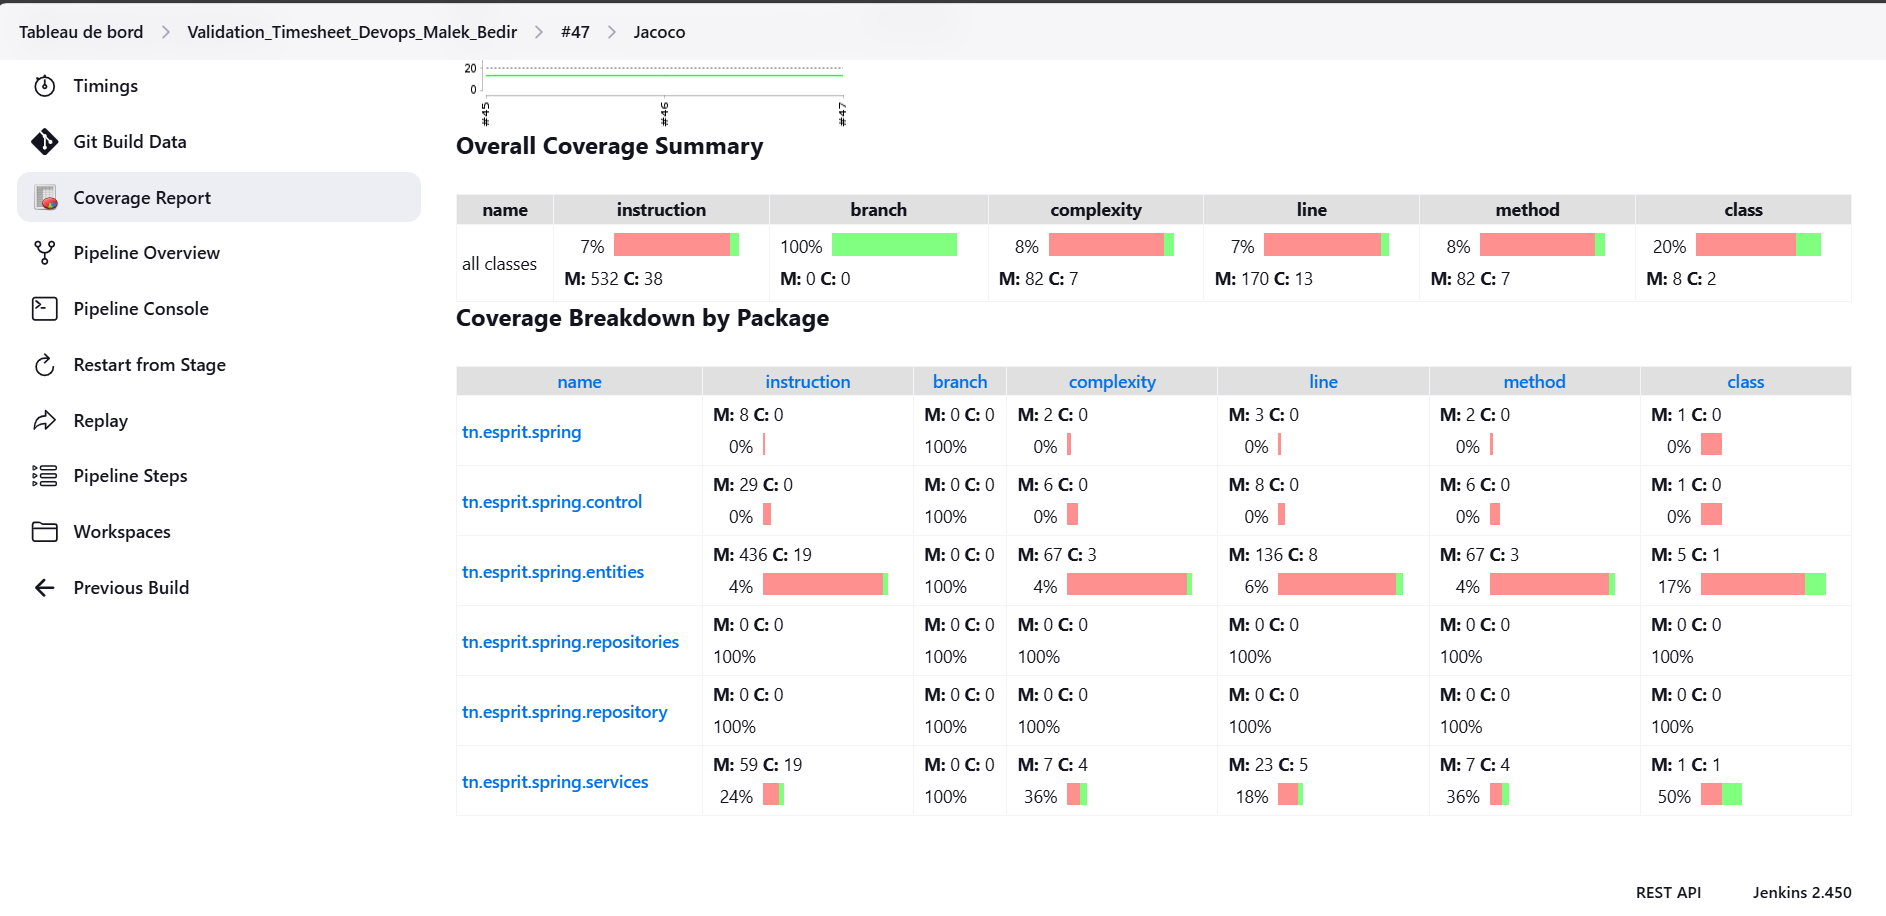 Tableau de bord > Validation_Timesheet_Devops_Malek_Bedir > #47 > Jacoco
Timings
Git Build Data
Coverage Report
Pipeline Overview
Pipeline Console
Restart from Stage
Replay
Pipeline Steps
Workspaces
Previous Build
20
0
#45 #46 #47
Overall Coverage Summary
name instruction branch complexity line method class
all classes
7% 100% 8% 7% 8% 20%
M: 532 C: 38 M: 0 C: 0 M: 82 C: 7 M: 170 C: 13 M: 82 C: 7 M: 8 C: 2
Coverage Breakdown by Package
name instruction branch complexity line method class
tn.esprit.spring
M: 8 C: 0 M: 0 C: 0 M: 2 C: 0 M: 3 C: 0 M: 2 C: 0 M: 1 C: 0
0% 100% 0% 0% 0% 0%
tn.esprit.spring.control
M: 29 C: 0 M: 0 C: 0 M: 6 C: 0 M: 8 C: 0 M: 6 C: 0 M: 1 C: 0
0% 100% 0% 0% 0% 0%
tn.esprit.spring.entities
M: 436 C: 19 M: 0 C: 0 M: 67 C: 3 M: 136 C: 8 M: 67 C: 3 M: 5 C: 1
4% 100% 4% 6% 4% 17%
tn.esprit.spring.repositories
M: 0 C: 0 M: 0 C: 0 M: 0 C: 0 M: 0 C: 0 M: 0 C: 0 M: 0 C: 0
100% 100% 100% 100% 100% 100%
tn.esprit.spring.repository
M: 0 C: 0 M: 0 C: 0 M: 0 C: 0 M: 0 C: 0 M: 0 C: 0 M: 0 C: 0
100% 100% 100% 100% 100% 100%
tn.esprit.spring.services
M: 59 C: 19 M: 0 C: 0 M: 7 C: 4 M: 23 C: 5 M: 7 C: 4 M: 1 C: 1
24% 100% 36% 18% 36% 50%
REST API Jenkins 2.450